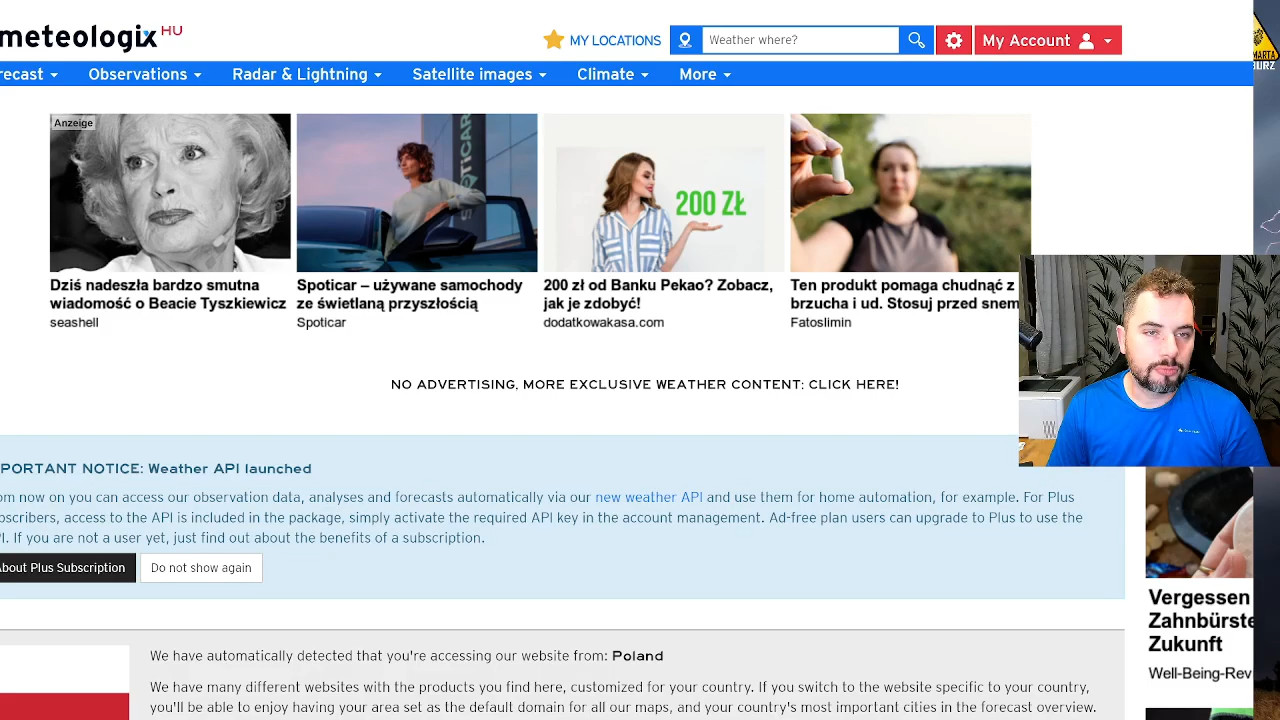 meteologix HU
MY LOCATIONS
Weather where?
My Account
recast
Observations
Radar & Lightning
Satellite images
Climate
More
Anzeige
SPOTICAR
200 ZŁ
Dziś nadeszła bardzo smutna
wiadomość o Beacie Tyszkiewicz
seashell
Spoticar – używane samochody
ze świetlaną przyszłością
Spoticar
200 zł od Banku Pekao? Zobacz,
jak je zdobyć!
dodatkowakasa.com
Ten produkt pomaga chudnąć z
brzucha i ud. Stosuj przed snem
Fatoslimin
NO ADVERTISING, MORE EXCLUSIVE WEATHER CONTENT: CLICK HERE!
PORTANT NOTICE: Weather API launched
om now on you can access our observation data, analyses and forecasts automatically via our new weather API and use them for home automation, for example. For Plus
bscribers, access to the API is included in the package, simply activate the required API key in the account management. Ad-free plan users can upgrade to Plus to use the
I. If you are not a user yet, just find out about the benefits of a subscription.
About Plus Subscription
Do not show again
We have automatically detected that you're accessing our website from: Poland
We have many different websites with the products you find here, customized for your country. If you switch to the website specific to your country,
you'll be able to enjoy having your area set as the default domain for all our maps, and your country's most important cities in the forecast overview.
Vergessen
Zahnbürste
Zukunft
Well-Being-Rev
MARTA
BURZ